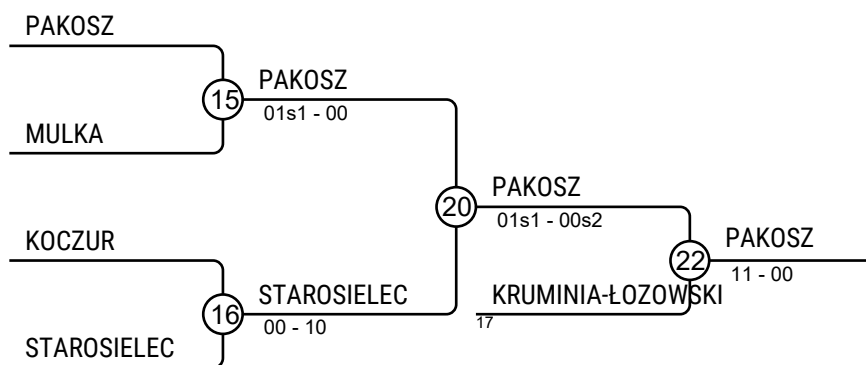 PAKOSZ
15
PAKOSZ
01s1 - 00
MULKA
20
PAKOSZ
01s1 - 00s2
KOCZUR
22
PAKOSZ
11 - 00
16
STAROSIELEC
00 - 10
KRUMINIA-ŁOZOWSKI
17
STAROSIELEC